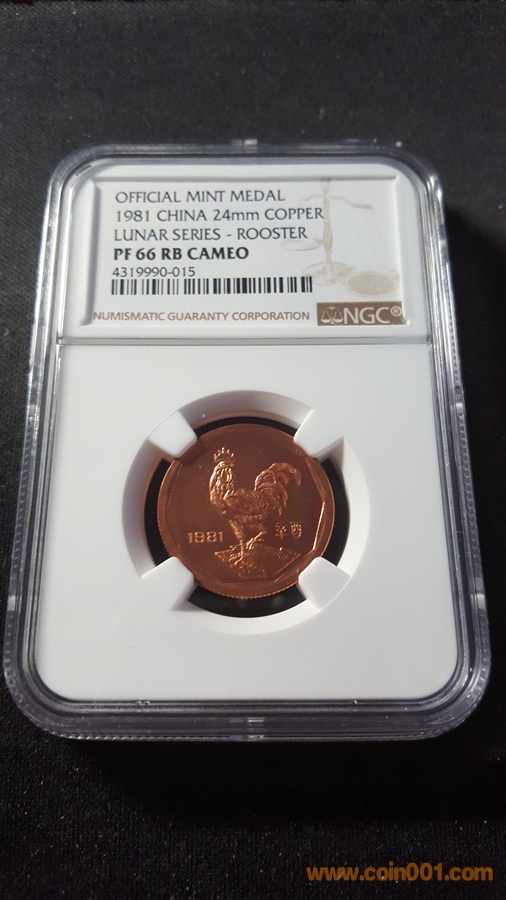 OFFICIAL MINT MEDAL
1981 CHINA 24mm COPPER
LUNAR SERIES - ROOSTER
PF 66 RB CAMEO
4319990-015
NUMISMATIC GUARANTY CORPORATION NGC®
1981 辛酉
www.coin001.com